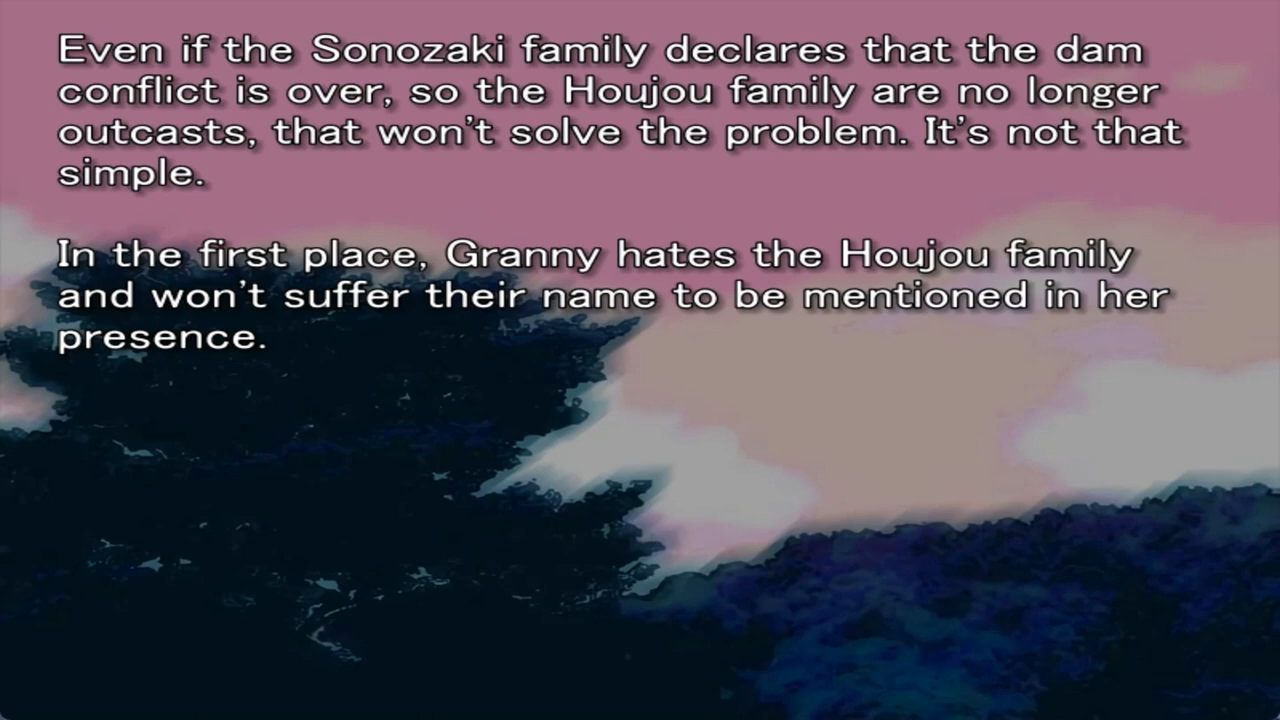 Even if the Sonozaki family declares that the dam
conflict is over, so the Houjou family are no longer
outcasts, that won't solve the problem. It's not that
simple.
In the first place, Granny hates the Houjou family
and won't suffer their name to be mentioned in her
presence.